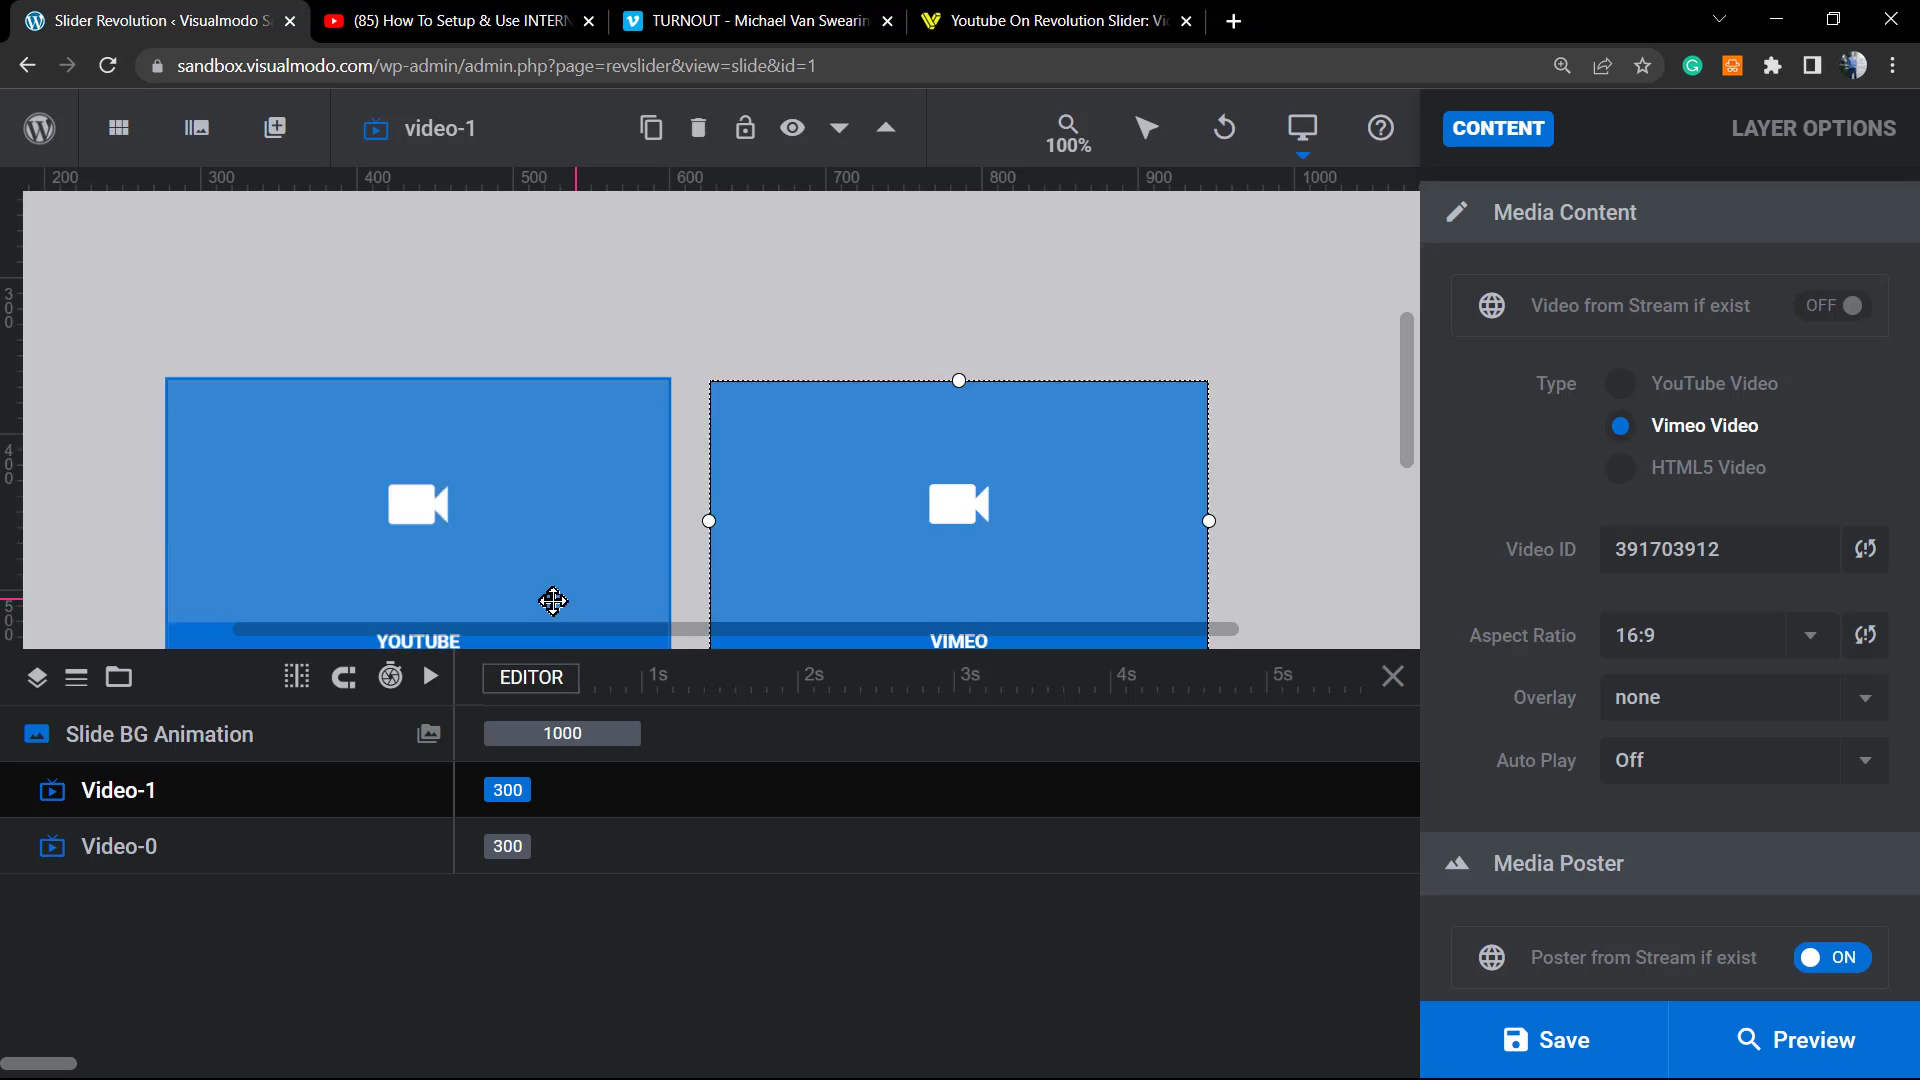 Slider Revolution ‹ Visualmodo S
(85) How To Setup & Use INTERN
TURNOUT - Michael Van Swearin
Youtube On Revolution Slider: Vi
sandbox.visualmodo.com/wp-admin/admin.php?page=revslider&view=slide&id=1
video-1
100%
CONTENT
LAYER OPTIONS
200 300 400 500 600 700 800 900 1000
300
400
500
Media Content
Video from Stream if exist OFF
Type YouTube Video
Vimeo Video
HTML5 Video
Video ID 391703912
Aspect Ratio 16:9
Overlay none
Auto Play Off
YOUTUBE
VIMEO
EDITOR 1s 2s 3s 4s 5s
Slide BG Animation 1000
Video-1 300
Video-0 300
Media Poster
Poster from Stream if exist ON
Save
Preview